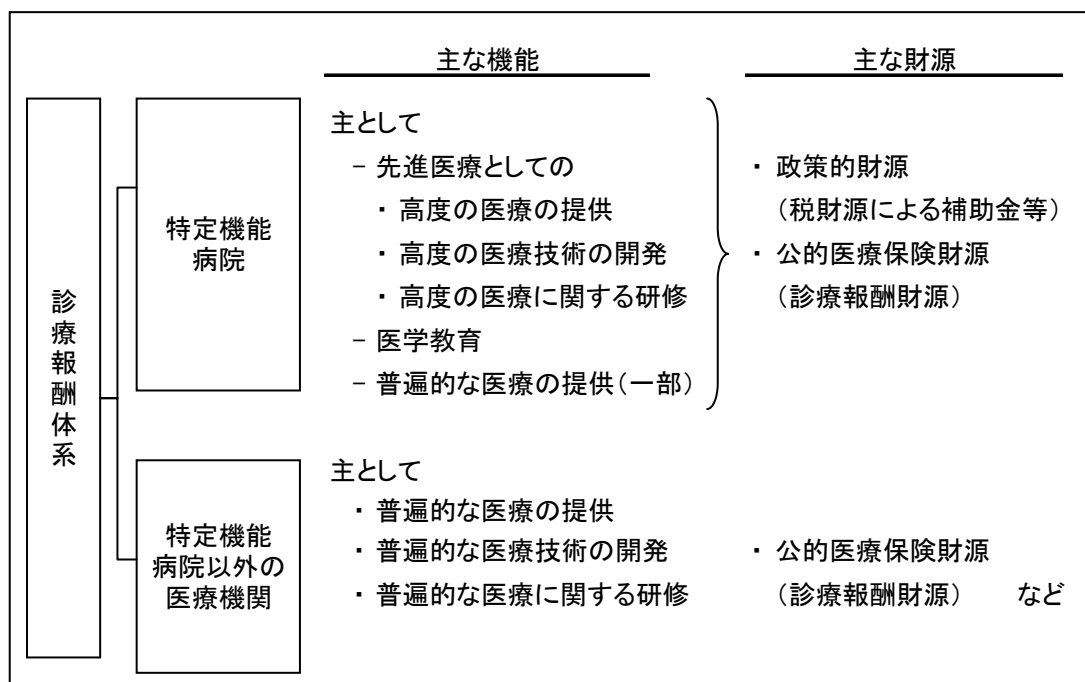 主な機能
主な財源
診療報酬体系
特定機能
病院
主として
− 先進医療としての
・ 高度の医療の提供
・ 高度の医療技術の開発
・ 高度の医療に関する研修
− 医学教育
− 普遍的な医療の提供(一部)
・ 政策的財源
(税財源による補助金等)
・ 公的医療保険財源
(診療報酬財源)
特定機能
病院以外の
医療機関
主として
・ 普遍的な医療の提供
・ 普遍的な医療技術の開発
・ 普遍的な医療に関する研修
・ 公的医療保険財源
(診療報酬財源) など